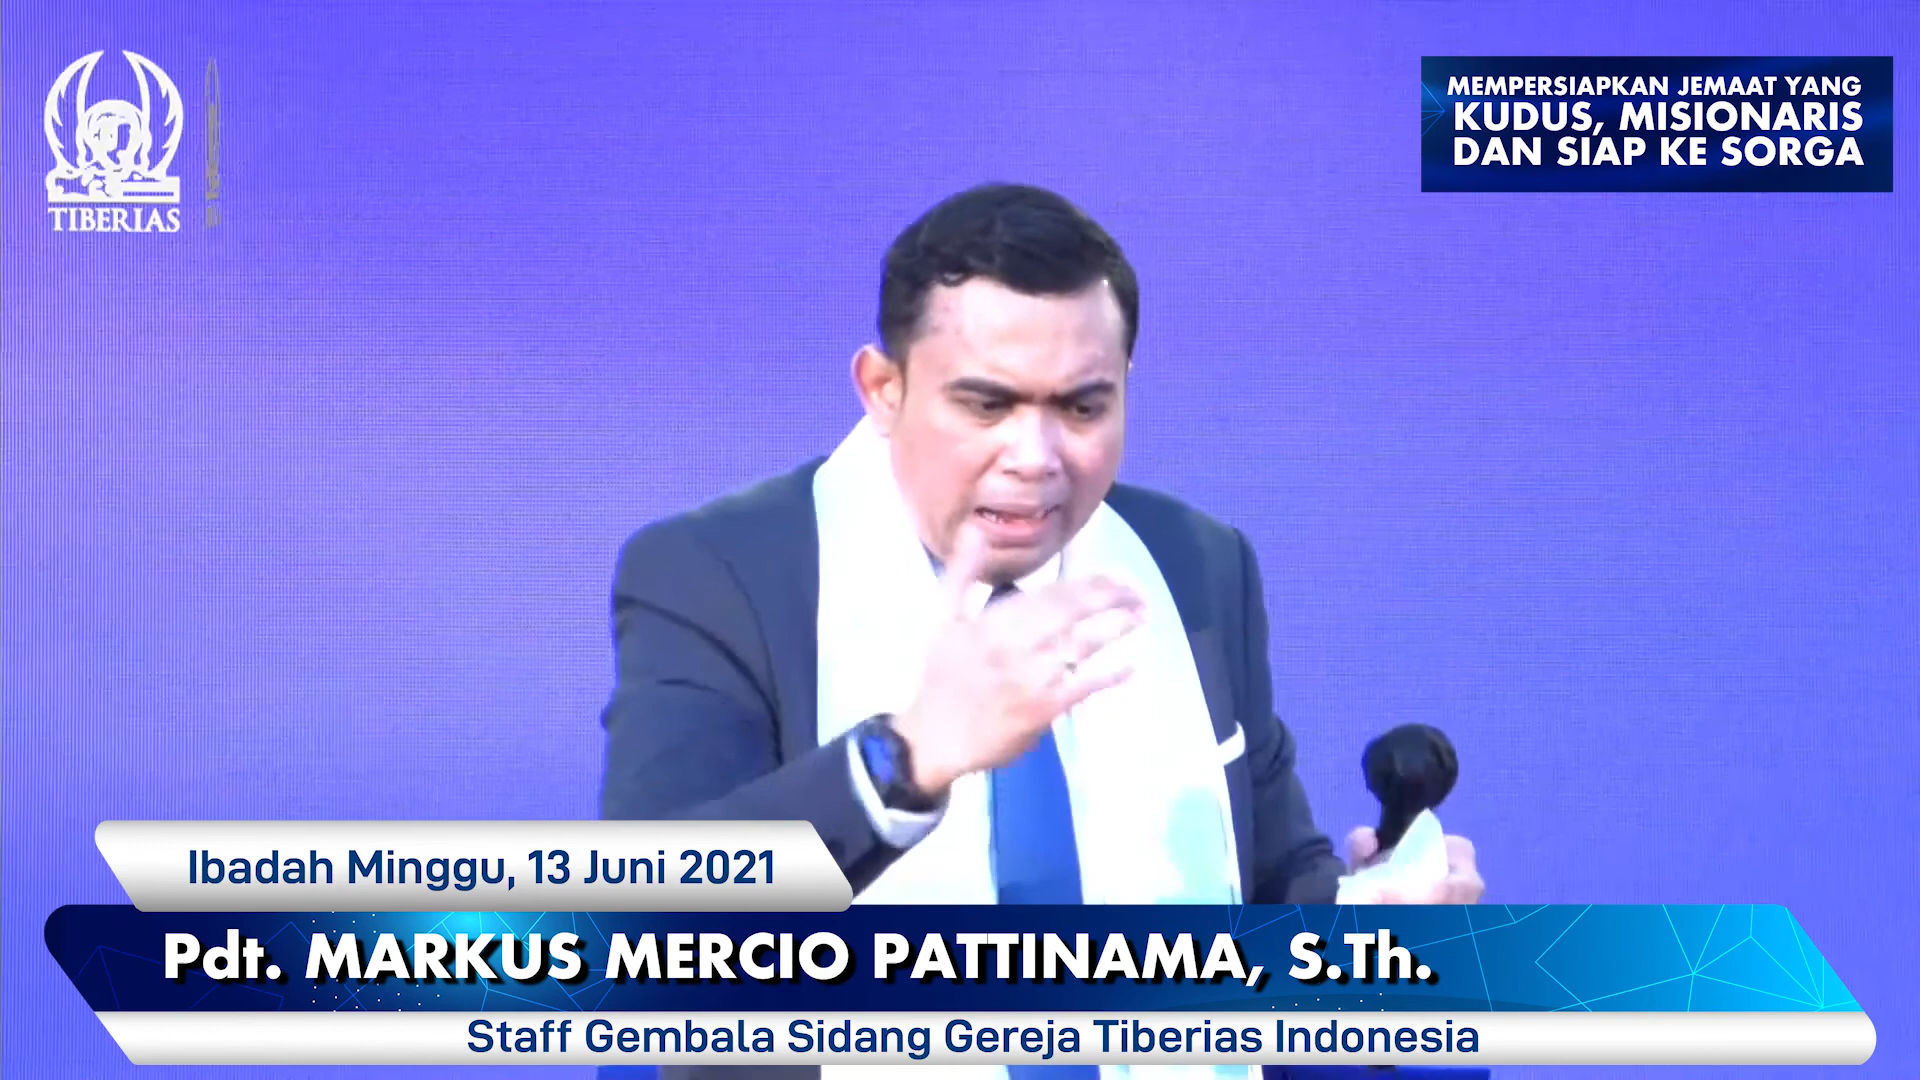 TIBERIAS
MEMPERSIAPKAN JEMAAT YANG
KUDUS, MISIONARIS
DAN SIAP KE SORGA
Ibadah Minggu, 13 Juni 2021
Pdt. MARKUS MERCIO PATTINAMA, S.Th.
Staff Gembala Sidang Gereja Tiberias Indonesia